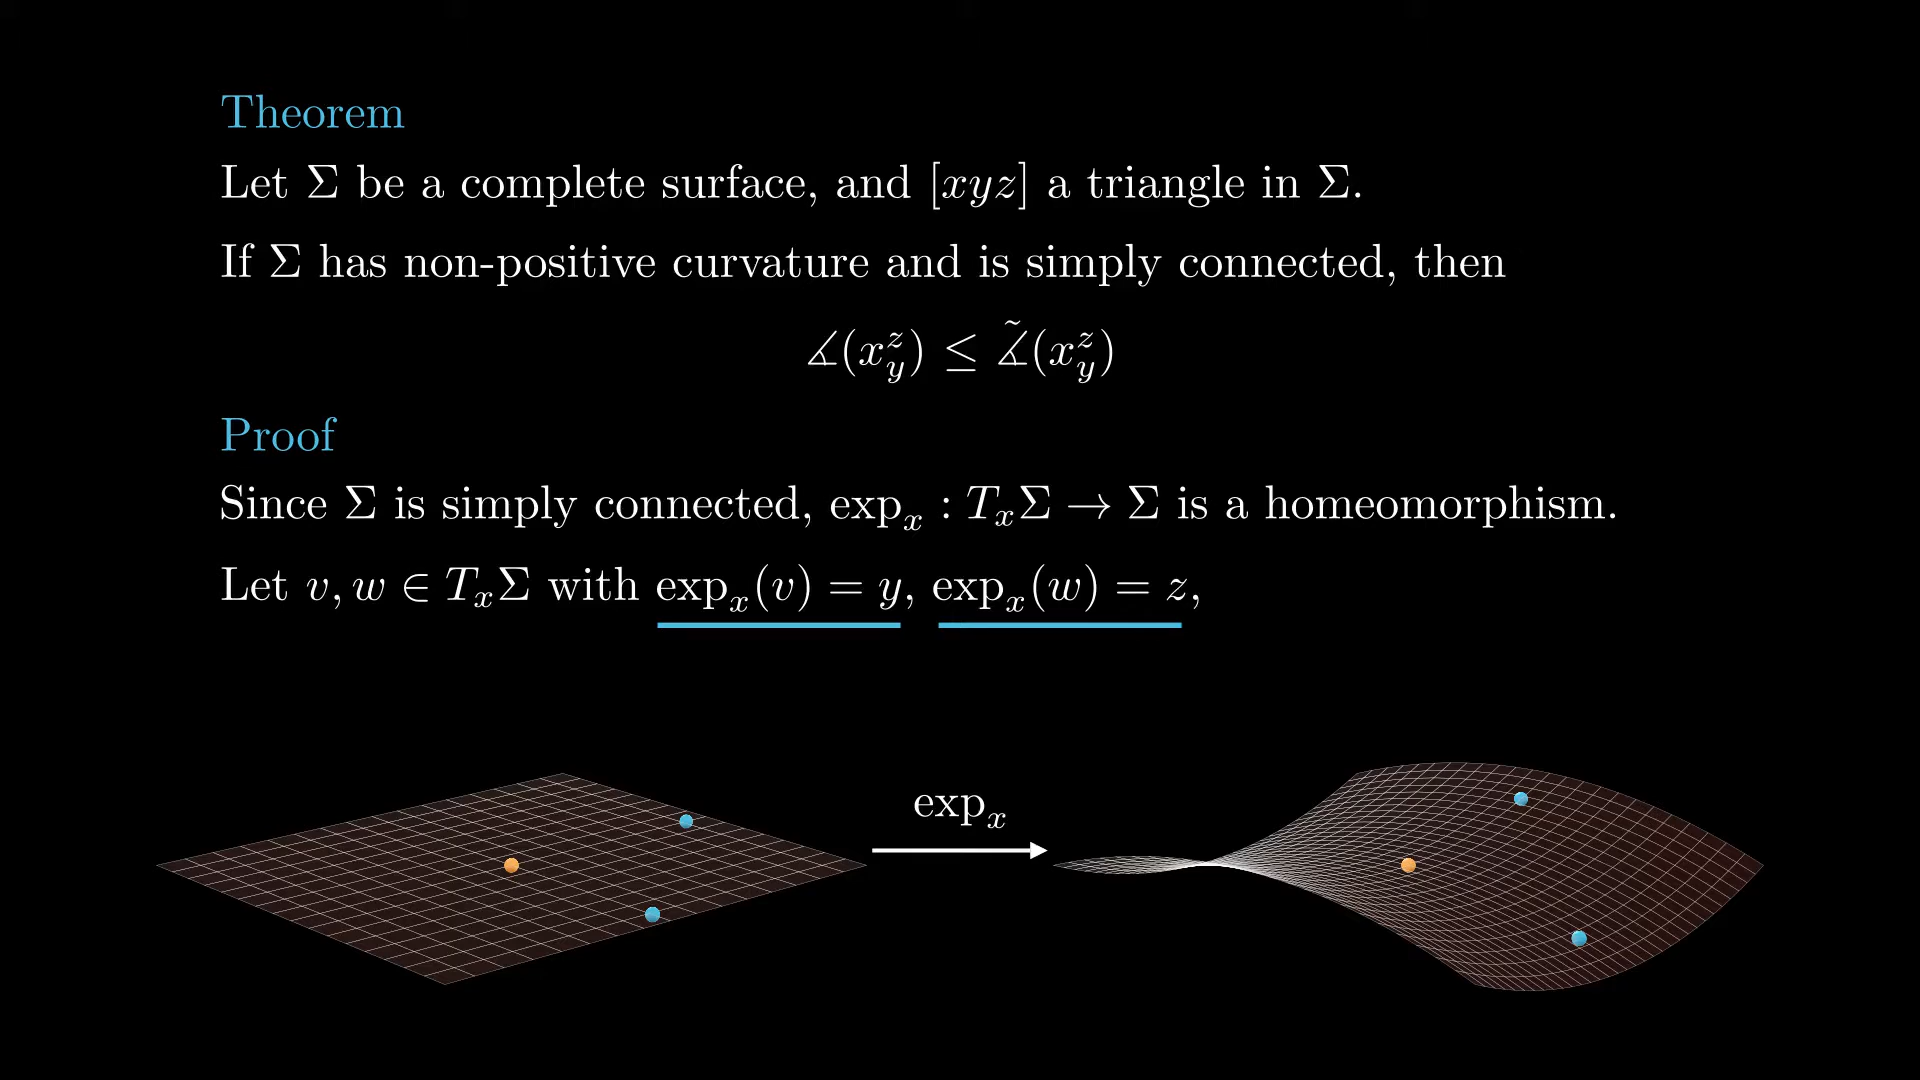 Theorem
Let Σ be a complete surface, and [xyz] a triangle in Σ.
If Σ has non-positive curvature and is simply connected, then
∡(x^z_y) ≤ ∡̃(x^z_y)
Proof
Since Σ is simply connected, exp_x : T_xΣ → Σ is a homeomorphism.
Let v, w ∈ T_xΣ with exp_x(v) = y, exp_x(w) = z,
exp_x